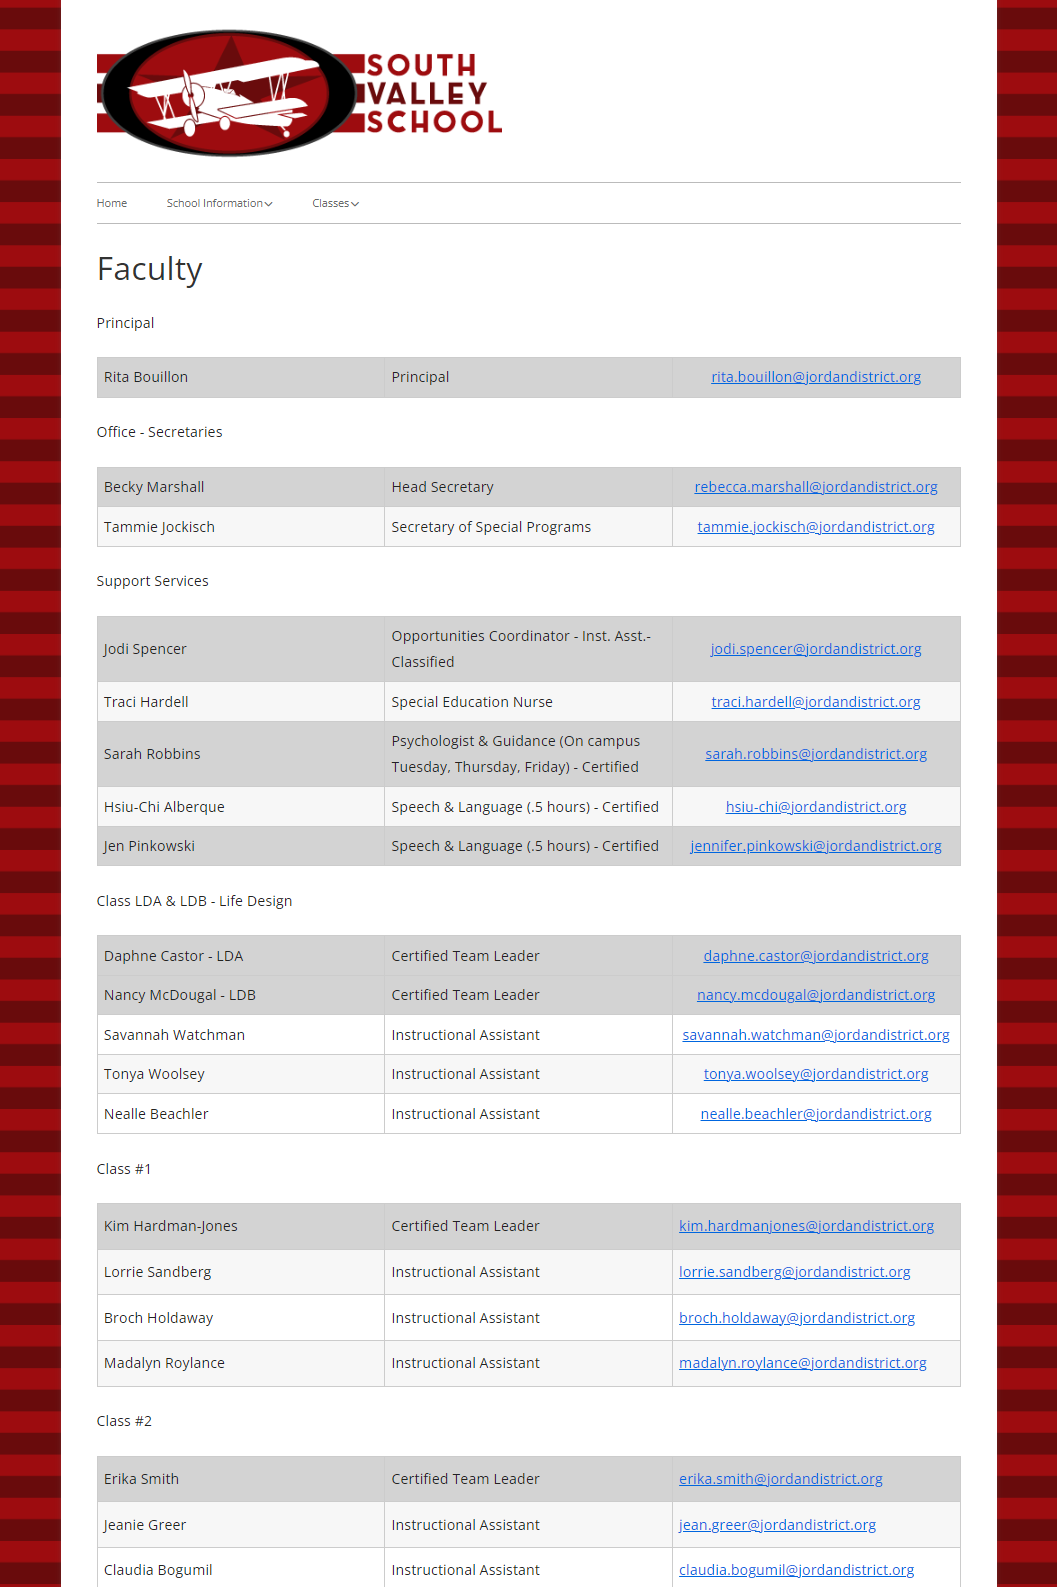 SOUTH
VALLEY
SCHOOL
Home School Information Classes
Faculty
Principal
Rita Bouillon Principal rita.bouillon@jordandistrict.org
Office - Secretaries
Becky Marshall Head Secretary rebecca.marshall@jordandistrict.org
Tammie Jockisch Secretary of Special Programs tammie.jockisch@jordandistrict.org
Support Services
Jodi Spencer Opportunities Coordinator - Inst. Asst.- Classified jodi.spencer@jordandistrict.org
Traci Hardell Special Education Nurse traci.hardell@jordandistrict.org
Sarah Robbins Psychologist & Guidance (On campus Tuesday, Thursday, Friday) - Certified sarah.robbins@jordandistrict.org
Hsiu-Chi Alberque Speech & Language (.5 hours) - Certified hsiu-chi@jordandistrict.org
Jen Pinkowski Speech & Language (.5 hours) - Certified jennifer.pinkowski@jordandistrict.org
Class LDA & LDB - Life Design
Daphne Castor - LDA Certified Team Leader daphne.castor@jordandistrict.org
Nancy McDougal - LDB Certified Team Leader nancy.mcdougal@jordandistrict.org
Savannah Watchman Instructional Assistant savannah.watchman@jordandistrict.org
Tonya Woolsey Instructional Assistant tonya.woolsey@jordandistrict.org
Nealle Beachler Instructional Assistant nealle.beachler@jordandistrict.org
Class #1
Kim Hardman-Jones Certified Team Leader kim.hardmanjones@jordandistrict.org
Lorrie Sandberg Instructional Assistant lorrie.sandberg@jordandistrict.org
Broch Holdaway Instructional Assistant broch.holdaway@jordandistrict.org
Madalyn Roylance Instructional Assistant madalyn.roylance@jordandistrict.org
Class #2
Erika Smith Certified Team Leader erika.smith@jordandistrict.org
Jeanie Greer Instructional Assistant jean.greer@jordandistrict.org
Claudia Bogumil Instructional Assistant claudia.bogumil@jordandistrict.org